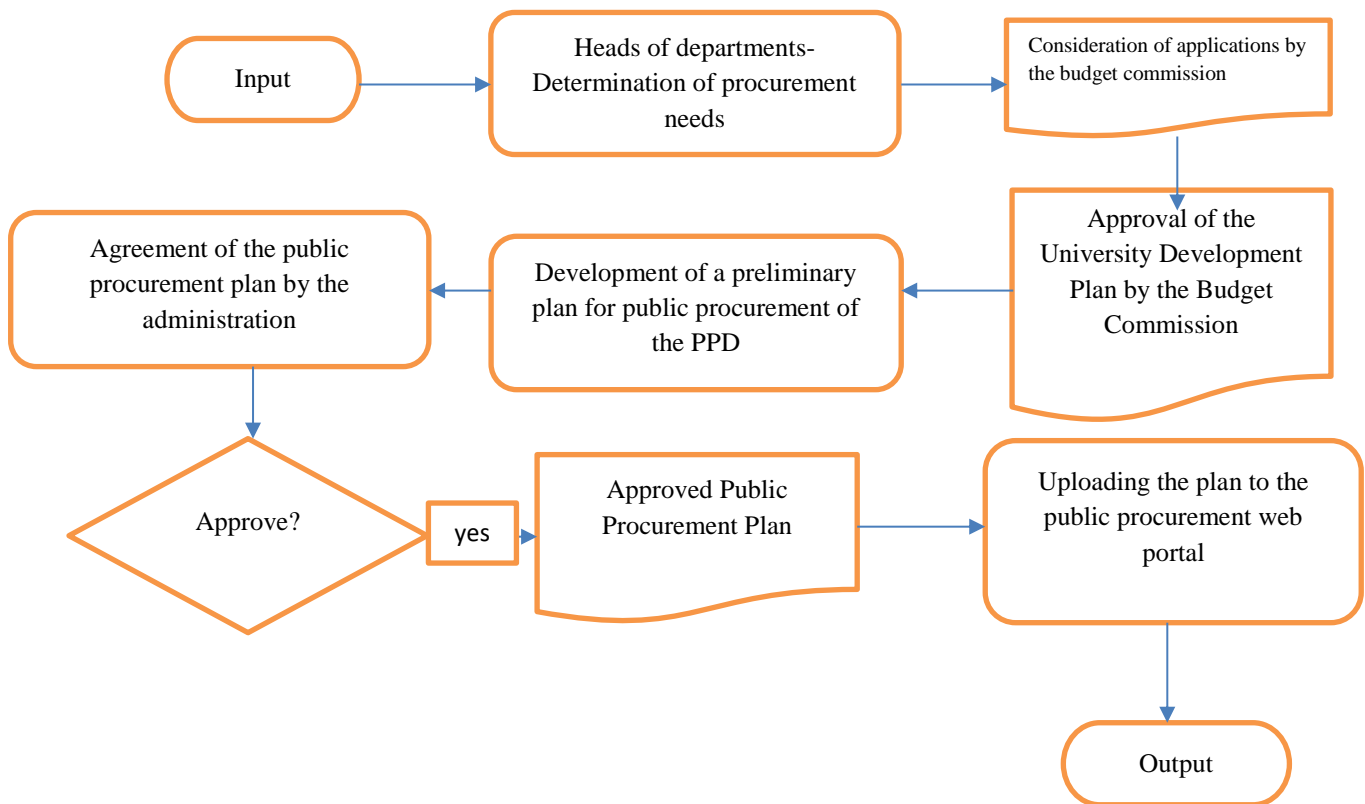 Input
Heads of departments-
Determination of procurement
needs
Consideration of applications by
the budget commission
Approval of the
University Development
Plan by the Budget
Commission
Development of a preliminary
plan for public procurement of
the PPD
Agreement of the public
procurement plan by the
administration
Approve?
yes
Approved Public
Procurement Plan
Uploading the plan to the
public procurement web
portal
Output